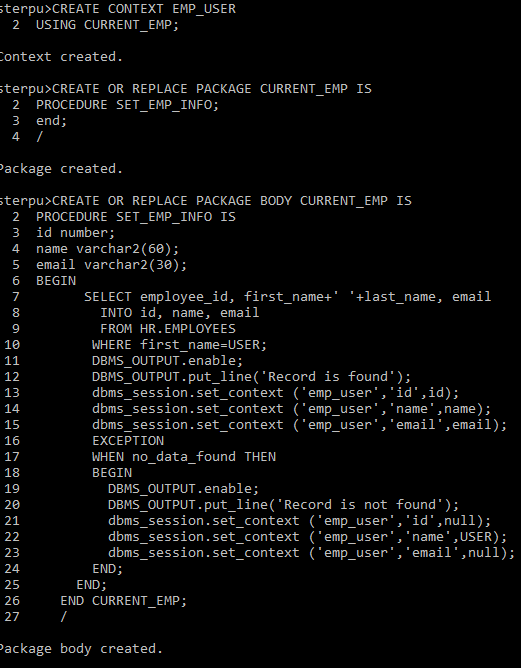 sterpu>CREATE CONTEXT EMP_USER
2 USING CURRENT_EMP;
Context created.
sterpu>CREATE OR REPLACE PACKAGE CURRENT_EMP IS
2 PROCEDURE SET_EMP_INFO;
3 end;
4 /
Package created.
sterpu>CREATE OR REPLACE PACKAGE BODY CURRENT_EMP IS
2 PROCEDURE SET_EMP_INFO IS
3 id number;
4 name varchar2(60);
5 email varchar2(30);
6 BEGIN
7 SELECT employee_id, first_name+' '+last_name, email
8 INTO id, name, email
9 FROM HR.EMPLOYEES
10 WHERE first_name=USER;
11 DBMS_OUTPUT.enable;
12 DBMS_OUTPUT.put_line('Record is found');
13 dbms_session.set_context ('emp_user','id',id);
14 dbms_session.set_context ('emp_user','name',name);
15 dbms_session.set_context ('emp_user','email',email);
16 EXCEPTION
17 WHEN no_data_found THEN
18 BEGIN
19 DBMS_OUTPUT.enable;
20 DBMS_OUTPUT.put_line('Record is not found');
21 dbms_session.set_context ('emp_user','id',null);
22 dbms_session.set_context ('emp_user','name',USER);
23 dbms_session.set_context ('emp_user','email',null);
24 END;
25 END;
26 END CURRENT_EMP;
27 /
Package body created.